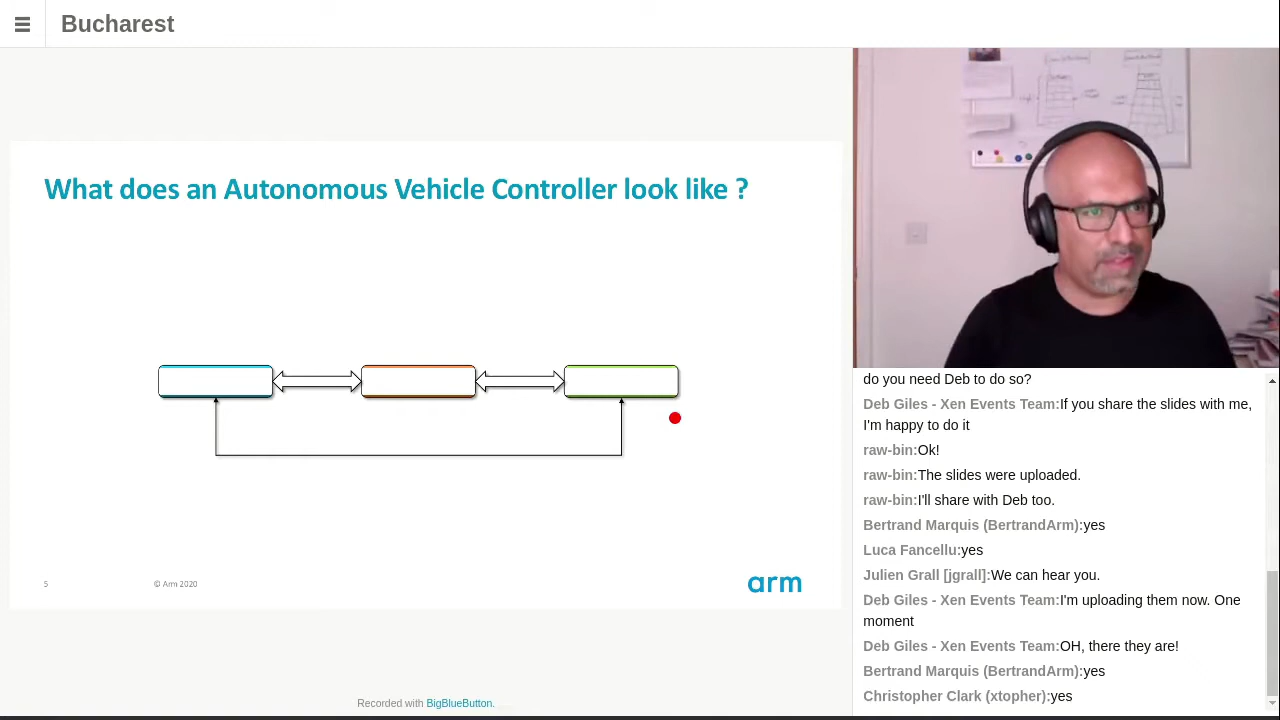 Bucharest
What does an Autonomous Vehicle Controller look like ?
5
© Arm 2020
arm
Recorded with BigBlueButton.
do you need Deb to do so?
Deb Giles - Xen Events Team:If you share the slides with me,
I'm happy to do it
raw-bin:Ok!
raw-bin:The slides were uploaded.
raw-bin:I'll share with Deb too.
Bertrand Marquis (BertrandArm):yes
Luca Fancellu:yes
Julien Grall [jgrall]:We can hear you.
Deb Giles - Xen Events Team:I'm uploading them now. One
moment
Deb Giles - Xen Events Team:OH, there they are!
Bertrand Marquis (BertrandArm):yes
Christopher Clark (xtopher):yes